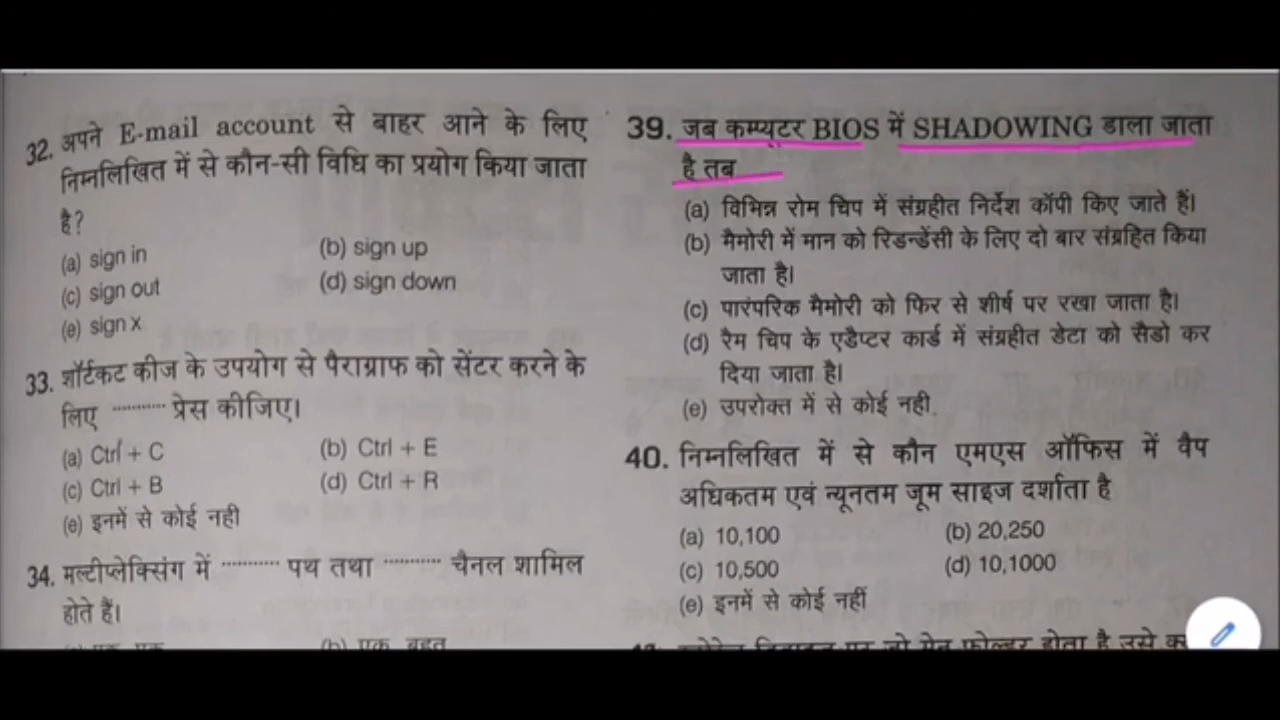 32. अपने E-mail account से बाहर आने के लिए
निम्नलिखित में से कौन-सी विधि का प्रयोग किया जाता
है?
(a) sign in (b) sign up
(c) sign out (d) sign down
(e) sign x
33. शॉर्टकट कीज के उपयोग से पैराग्राफ को सेंटर करने के
लिए ........... प्रेस कीजिए।
(a) Ctrl + C (b) Ctrl + E
(c) Ctrl + B (d) Ctrl + R
(e) इनमें से कोई नही
34. मल्टीप्लेक्सिंग में ........... पथ तथा ........... चैनल शामिल
होते हैं।
(b) एक बहुत
39. जब कम्प्यूटर BIOS में SHADOWING डाला जाता
है तब
(a) विभिन्न रोम चिप में संग्रहीत निर्देश कॉपी किए जाते हैं।
(b) मैमोरी में मान को रिडन्डेंसी के लिए दो बार संग्रहित किया
जाता है।
(c) पारंपरिक मैमोरी को फिर से शीर्ष पर रखा जाता है।
(d) रैम चिप के एडैप्टर कार्ड में संग्रहीत डेटा को सैडो कर
दिया जाता है।
(e) उपरोक्त में से कोई नही
40. निम्नलिखित में से कौन एमएस ऑफिस में वैप
अधिकतम एवं न्यूनतम जूम साइज दर्शाता है
(a) 10,100 (b) 20,250
(c) 10,500 (d) 10,1000
(e) इनमें से कोई नहीं